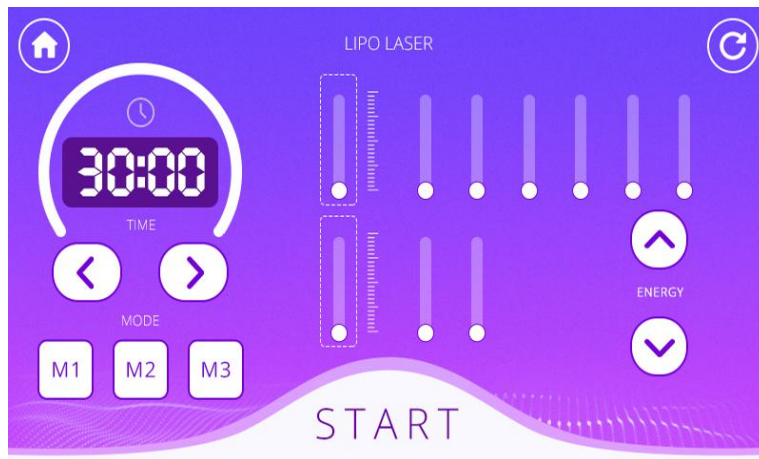 LIPO LASER
30:00
TIME
MODE
M1 M2 M3
ENERGY
START